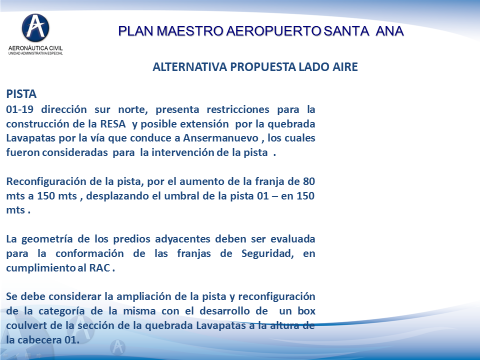 PLAN MAESTRO AEROPUERTO SANTA ANA
AERONÁUTICA CIVIL
UNIDAD ADMINISTRATIVA ESPECIAL
ALTERNATIVA PROPUESTA LADO AIRE
PISTA
01-19 dirección sur norte, presenta restricciones para la
construcción de la RESA y posible extensión por la quebrada
Lavapatas por la vía que conduce a Ansermanuevo , los cuales
fueron consideradas para la intervención de la pista .
Reconfiguración de la pista, por el aumento de la franja de 80
mts a 150 mts , desplazando el umbral de la pista 01 – en 150
mts .
La geometría de los predios adyacentes deben ser evaluada
para la conformación de las franjas de Seguridad, en
cumplimiento al RAC .
Se debe considerar la ampliación de la pista y reconfiguración
de la categoría de la misma con el desarrollo de un box
coulvert de la sección de la quebrada Lavapatas a la altura de
la cabecera 01.